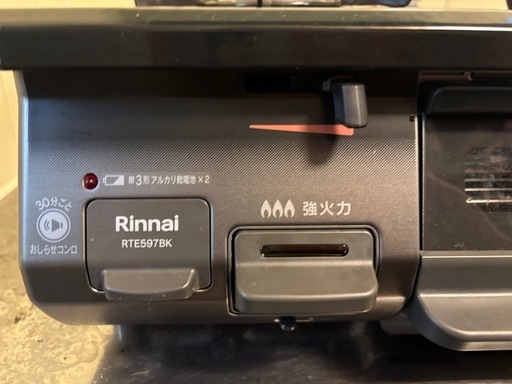 単3形アルカリ乾電池×2
30分ごと
おしらせコンロ
Rinnai
RTE597BK
強火力